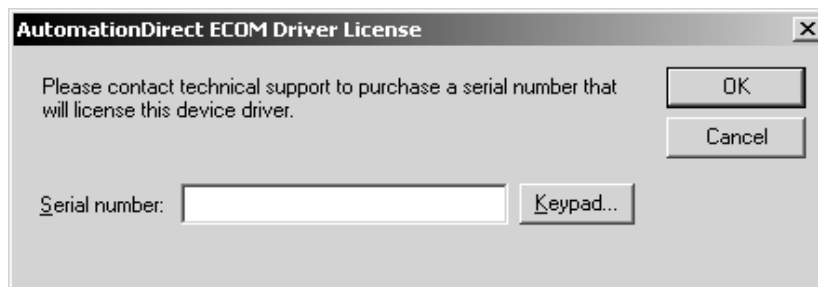 AutomationDirect ECOM Driver License
Please contact technical support to purchase a serial number that
will license this device driver.
OK
Cancel
Serial number:
Keypad...